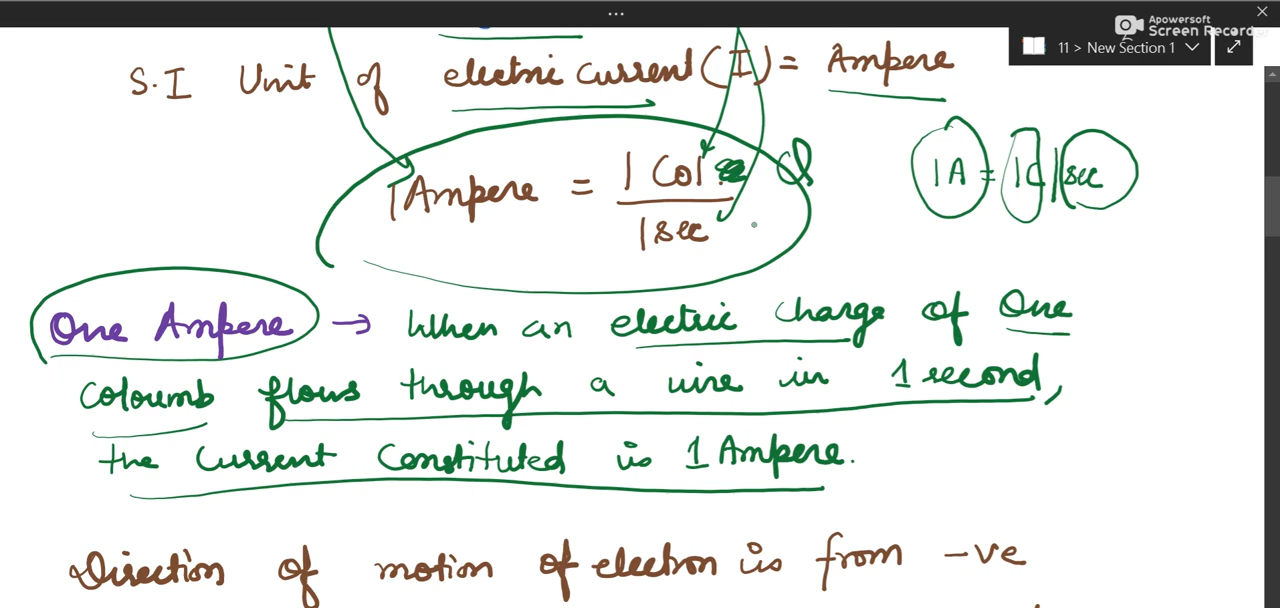 ...
Apowersoft
Screen Recorder
11 > New Section 1
S.I Unit of electric current (I) = Ampere
1 Ampere = 1 Col
1 sec
1A = 1C | 1sec
One Ampere → When an electric charge of One
Coloumb flows through a wire in 1 second,
the current constituted is 1 Ampere.
Direction of motion of electron is from -ve